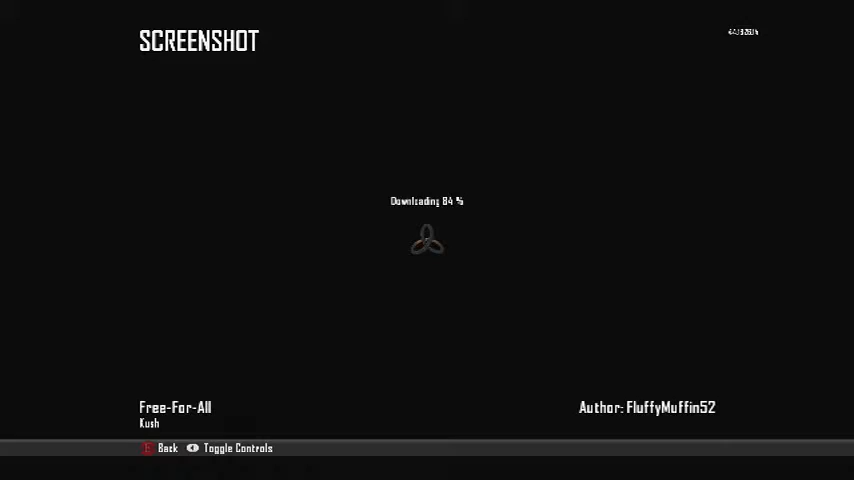 SCREENSHOT
Downloading 84 %
Free-For-All
Author: FluffyMuffin52
Kush
Back
Toggle Controls